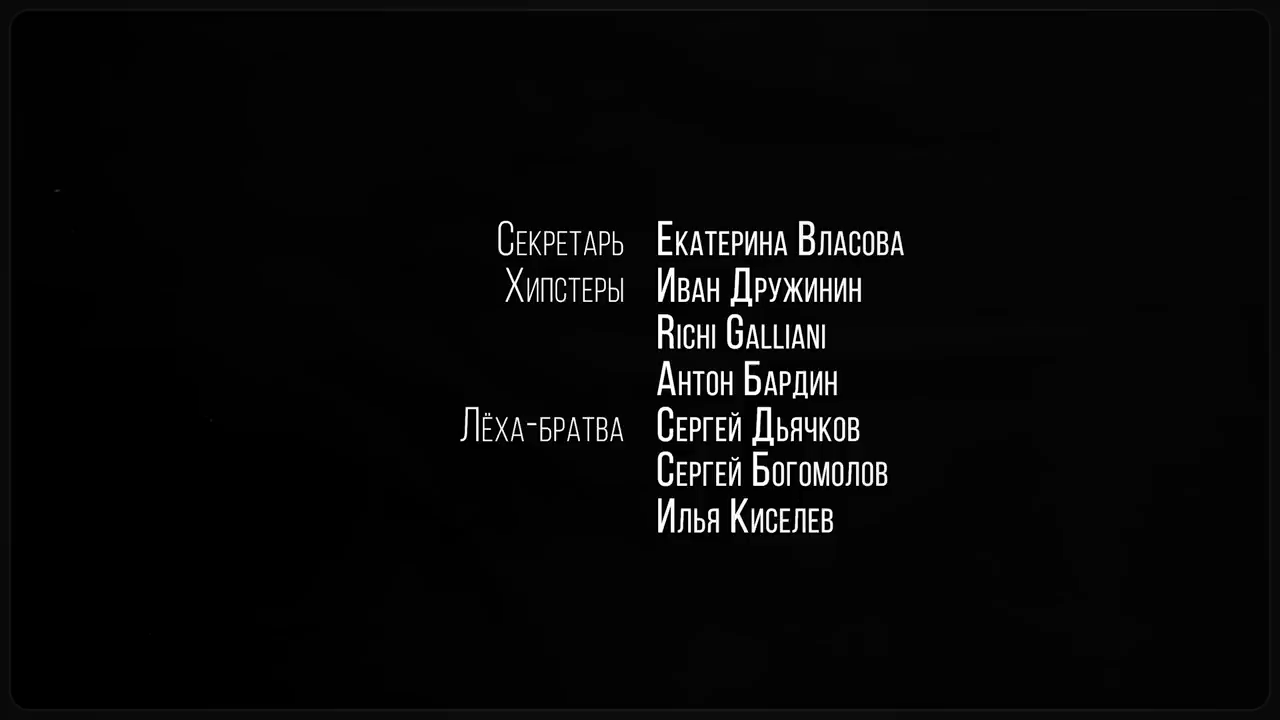 Секретарь Екатерина Власова
Хипстеры Иван Дружинин
Richi Galliani
Антон Бардин
Лёха-братва Сергей Дьячков
Сергей Богомолов
Илья Киселев